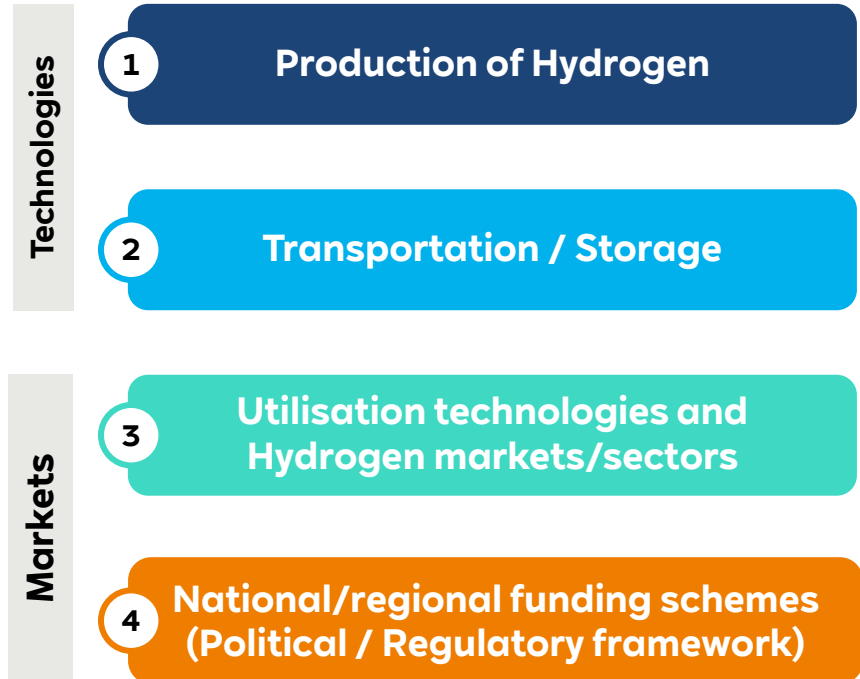 Technologies
1
Production of Hydrogen
2
Transportation / Storage
Markets
3
Utilisation technologies and
Hydrogen markets/sectors
4
National/regional funding schemes
(Political / Regulatory framework)